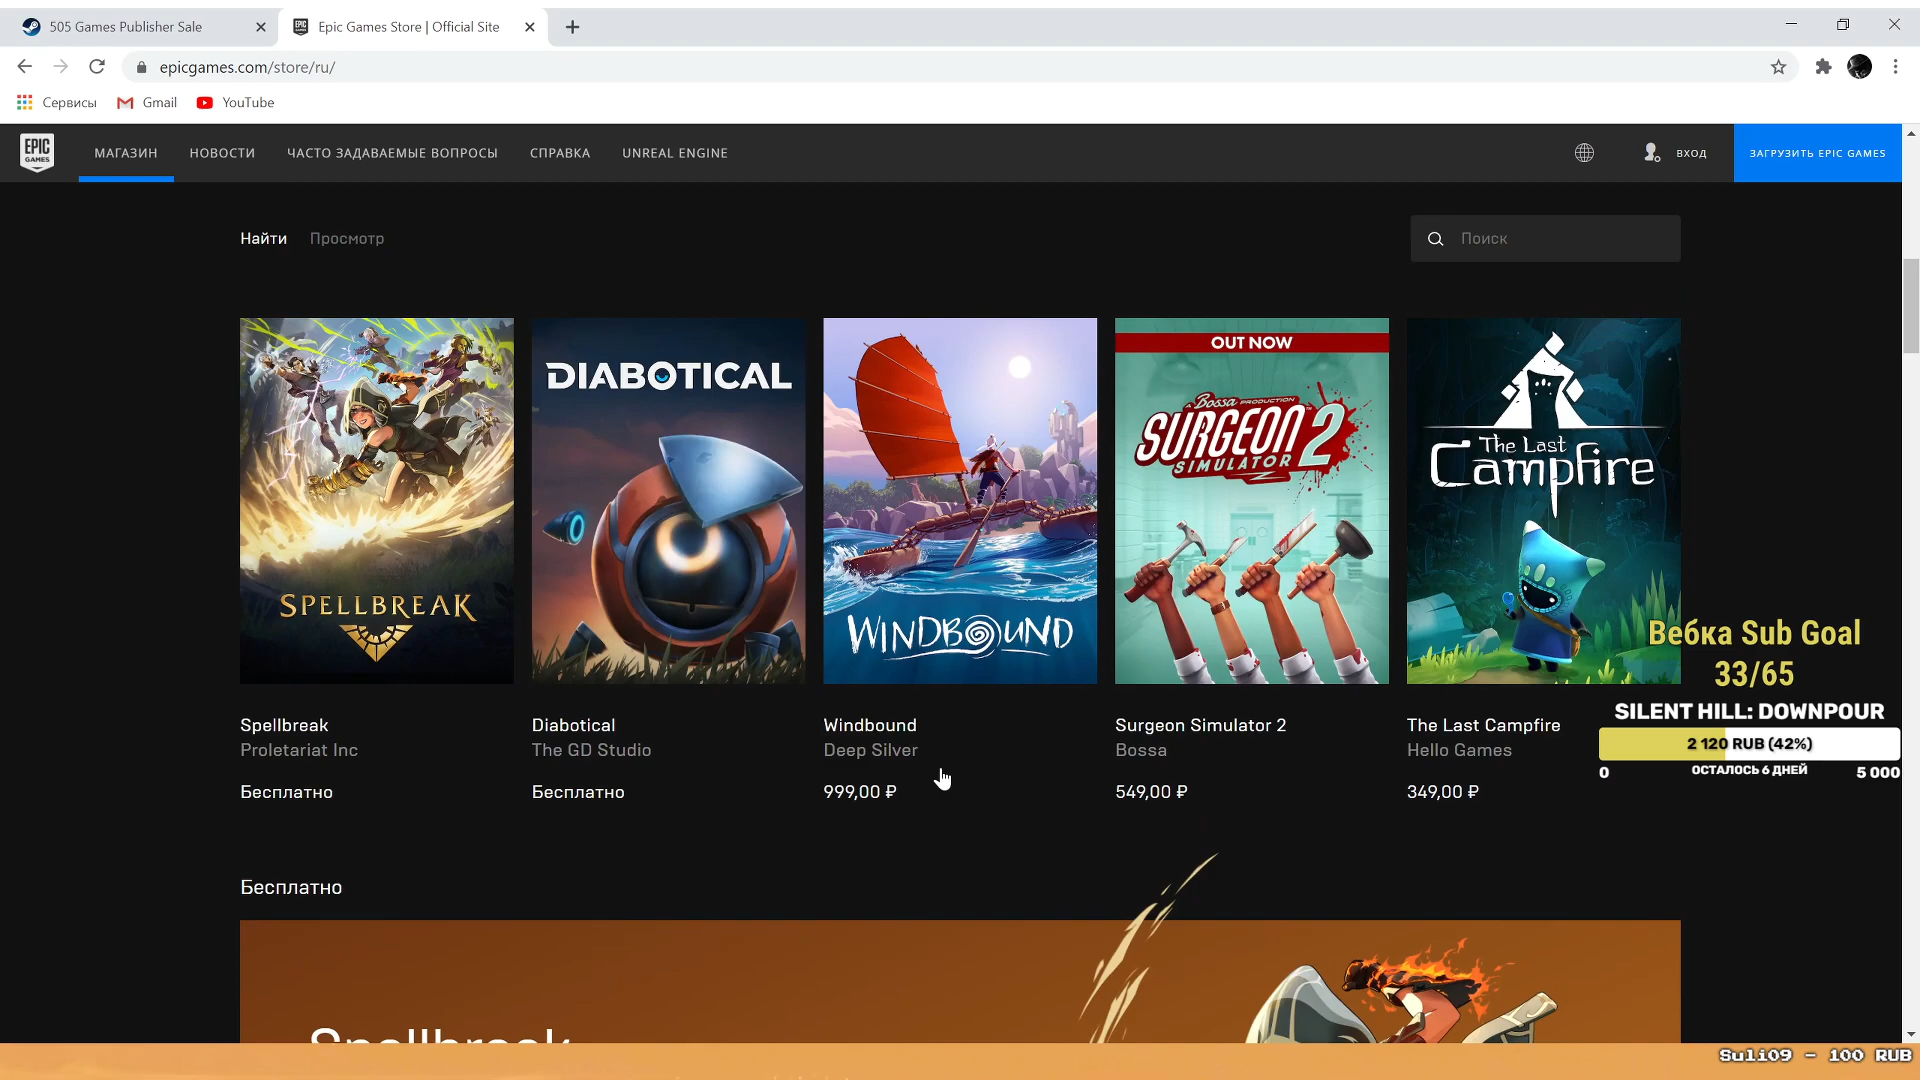 505 Games Publisher Sale
Epic Games Store | Official Site
epicgames.com/store/ru/
Сервисы
Gmail
YouTube
EPIC
GAMES
МАГАЗИН
НОВОСТИ
ЧАСТО ЗАДАВАЕМЫЕ ВОПРОСЫ
СПРАВКА
UNREAL ENGINE
ВХОД
ЗАГРУЗИТЬ EPIC GAMES
Найти
Просмотр
Поиск
SPELLBREAK
DIABOTICAL
WINDBOUND
OUT NOW
A Bossa PRODUCTION
SURGEON
SIMULATOR 2
The Last
Campfire
Spellbreak
Proletariat Inc
Бесплатно
Diabotical
The GD Studio
Бесплатно
Windbound
Deep Silver
999,00 ₽
Surgeon Simulator 2
Bossa
549,00 ₽
The Last Campfire
Hello Games
349,00 ₽
Вебка Sub Goal
33/65
SILENT HILL: DOWNPOUR
2 120 RUB (42%)
0
ОСТАЛОСЬ 6 ДНЕЙ
5 000
Бесплатно
Spellbreak
Suli09 - 100 RUB